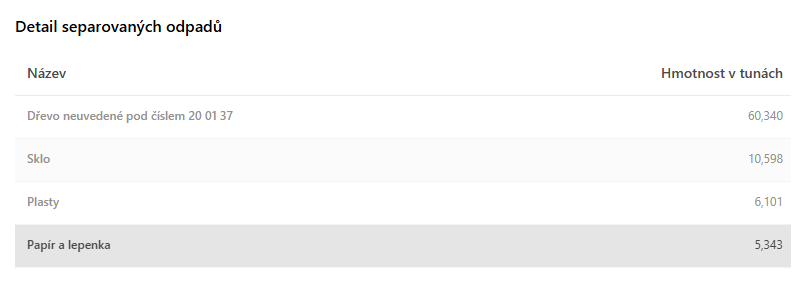 Detail separovaných odpadů
Název Hmotnost v tunách
Dřevo neuvedené pod číslem 20 01 37 60,340
Sklo 10,598
Plasty 6,101
Papír a lepenka 5,343